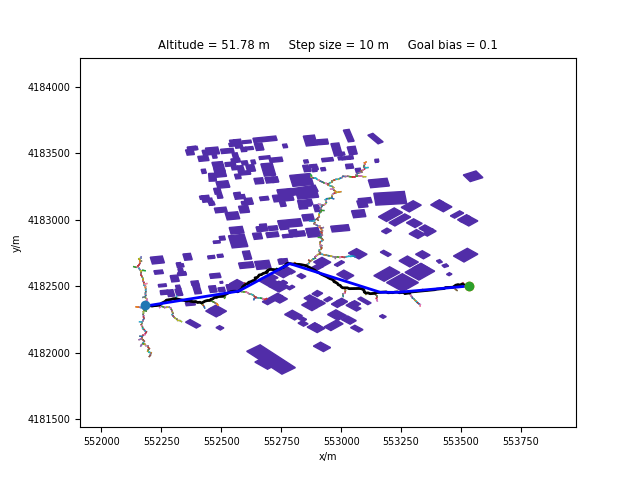 Altitude = 51.78 m     Step size = 10 m     Goal bias = 0.1
4184000
4183500
4183000
4182500
4182000
4181500
y/m
552000 552250 552500 552750 553000 553250 553500 553750
x/m